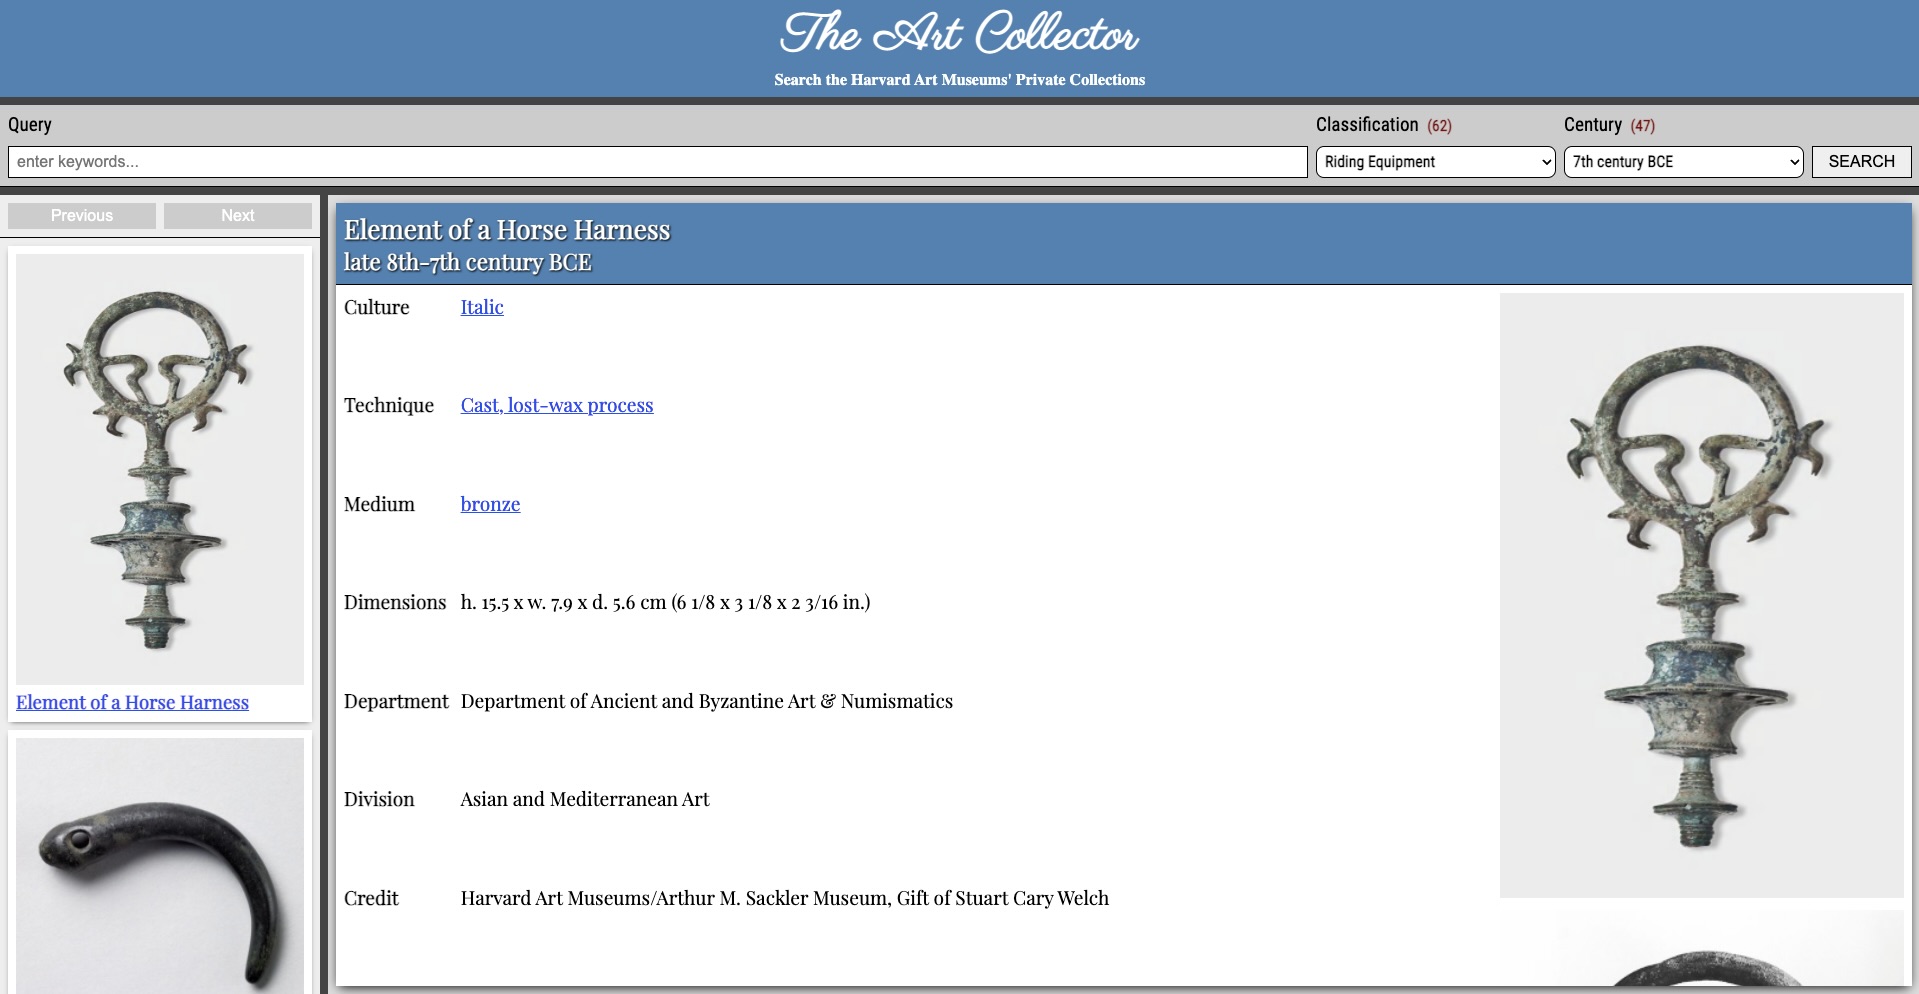 The Art Collector
Search the Harvard Art Museums' Private Collections
Query
Classification (62)
Century (47)
enter keywords...
Riding Equipment
7th century BCE
SEARCH
Previous
Next
Element of a Horse Harness
Element of a Horse Harness
late 8th-7th century BCE
Culture Italic
Technique Cast, lost-wax process
Medium bronze
Dimensions h. 15.5 x w. 7.9 x d. 5.6 cm (6 1/8 x 3 1/8 x 2 3/16 in.)
Department Department of Ancient and Byzantine Art & Numismatics
Division Asian and Mediterranean Art
Credit Harvard Art Museums/Arthur M. Sackler Museum, Gift of Stuart Cary Welch